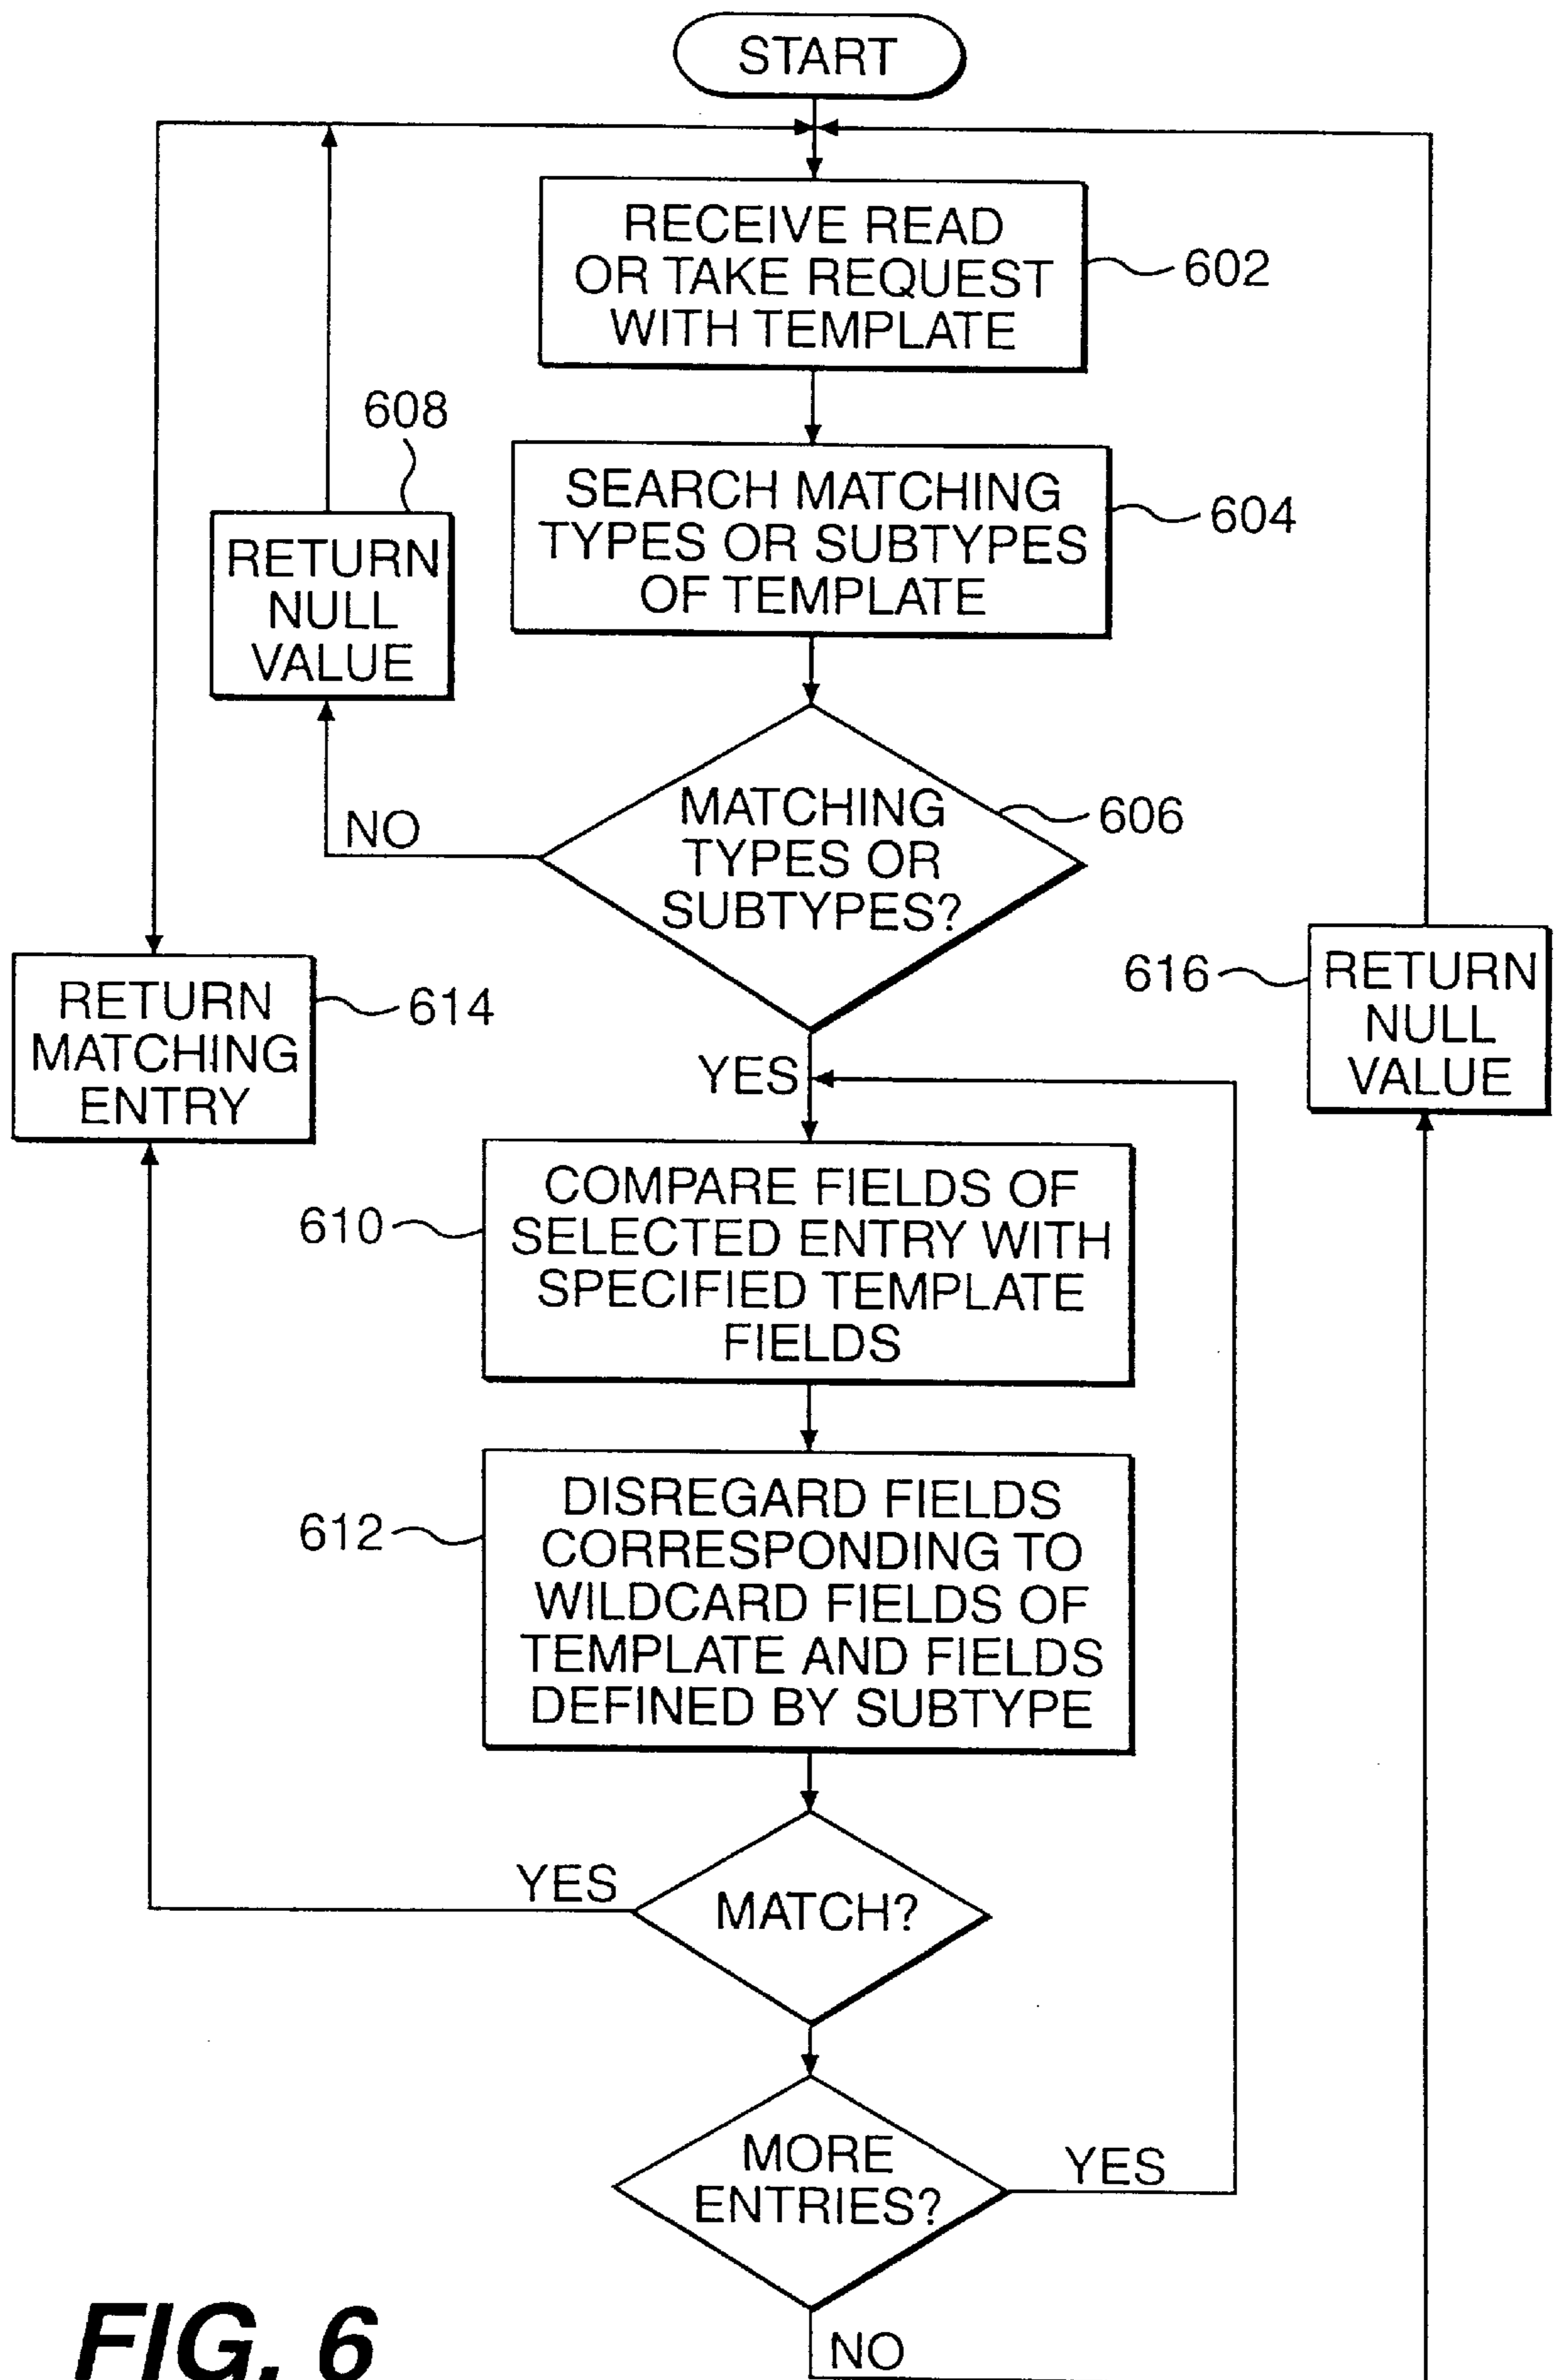 START
RECEIVE READ
OR TAKE REQUEST
WITH TEMPLATE
602
608
SEARCH MATCHING
TYPES OR SUBTYPES
OF TEMPLATE
604
RETURN
NULL
VALUE
NO
MATCHING
TYPES OR
SUBTYPES?
606
RETURN
MATCHING
ENTRY
614
616
RETURN
NULL
VALUE
YES
610
COMPARE FIELDS OF
SELECTED ENTRY WITH
SPECIFIED TEMPLATE
FIELDS
612
DISREGARD FIELDS
CORRESPONDING TO
WILDCARD FIELDS OF
TEMPLATE AND FIELDS
DEFINED BY SUBTYPE
YES
MATCH?
MORE
ENTRIES?
YES
NO
FIG. 6